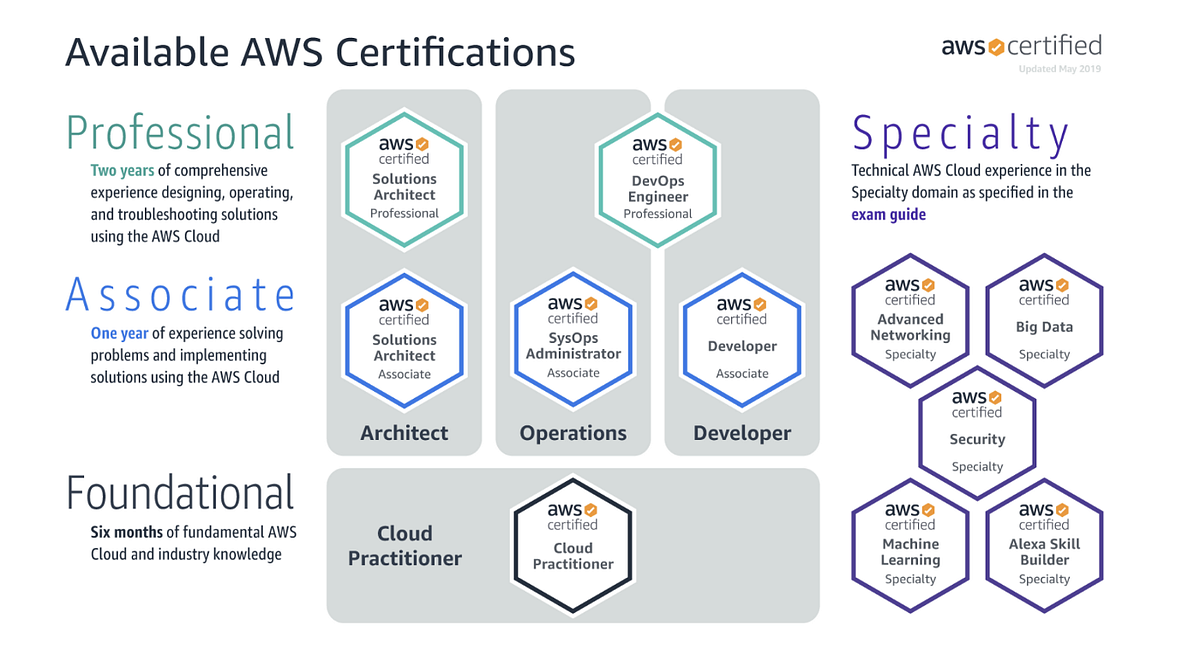 Available AWS Certifications
aws certified
Updated May 2019
Professional
Two years of comprehensive
experience designing, operating,
and troubleshooting solutions
using the AWS Cloud
Associate
One year of experience solving
problems and implementing
solutions using the AWS Cloud
Foundational
Six months of fundamental AWS
Cloud and industry knowledge
aws
certified
Solutions
Architect
Professional
aws
certified
DevOps
Engineer
Professional
aws
certified
Solutions
Architect
Associate
aws
certified
SysOps
Administrator
Associate
aws
certified
Developer
Associate
Architect
Operations
Developer
Cloud
Practitioner
aws
certified
Cloud
Practitioner
Specialty
Technical AWS Cloud experience in the
Specialty domain as specified in the
exam guide
aws
certified
Advanced
Networking
Specialty
aws
certified
Big Data
Specialty
aws
certified
Security
Specialty
aws
certified
Machine
Learning
Specialty
aws
certified
Alexa Skill
Builder
Specialty